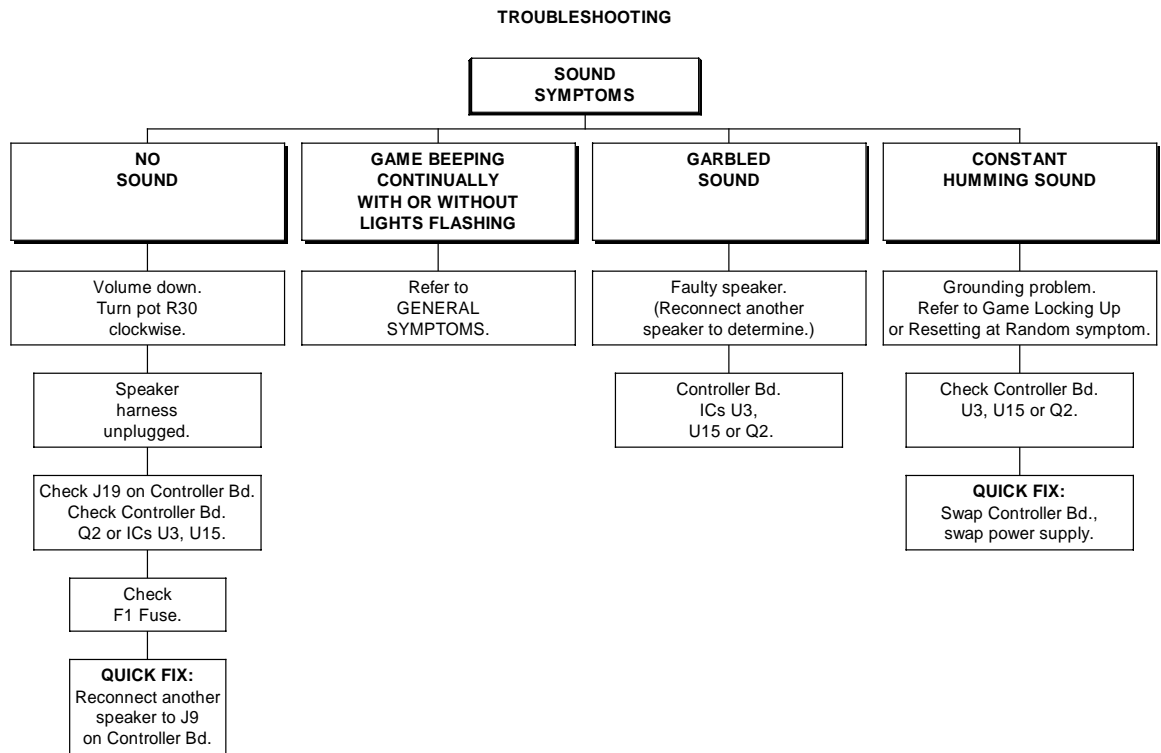 TROUBLESHOOTING
SOUND
SYMPTOMS
NO
SOUND
Volume down.
Turn pot R30
clockwise.
Speaker
harness
unplugged.
Check J19 on Controller Bd.
Check Controller Bd.
Q2 or ICs U3, U15.
Check
F1 Fuse.
QUICK FIX:
Reconnect another
speaker to J9
on Controller Bd.
GAME BEEPING
CONTINUALLY
WITH OR WITHOUT
LIGHTS FLASHING
Refer to
GENERAL
SYMPTOMS.
GARBLED
SOUND
Faulty speaker.
(Reconnect another
speaker to determine.)
Controller Bd.
ICs U3,
U15 or Q2.
CONSTANT
HUMMING SOUND
Grounding problem.
Refer to Game Locking Up
or Resetting at Random symptom.
Check Controller Bd.
U3, U15 or Q2.
QUICK FIX:
Swap Controller Bd.,
swap power supply.